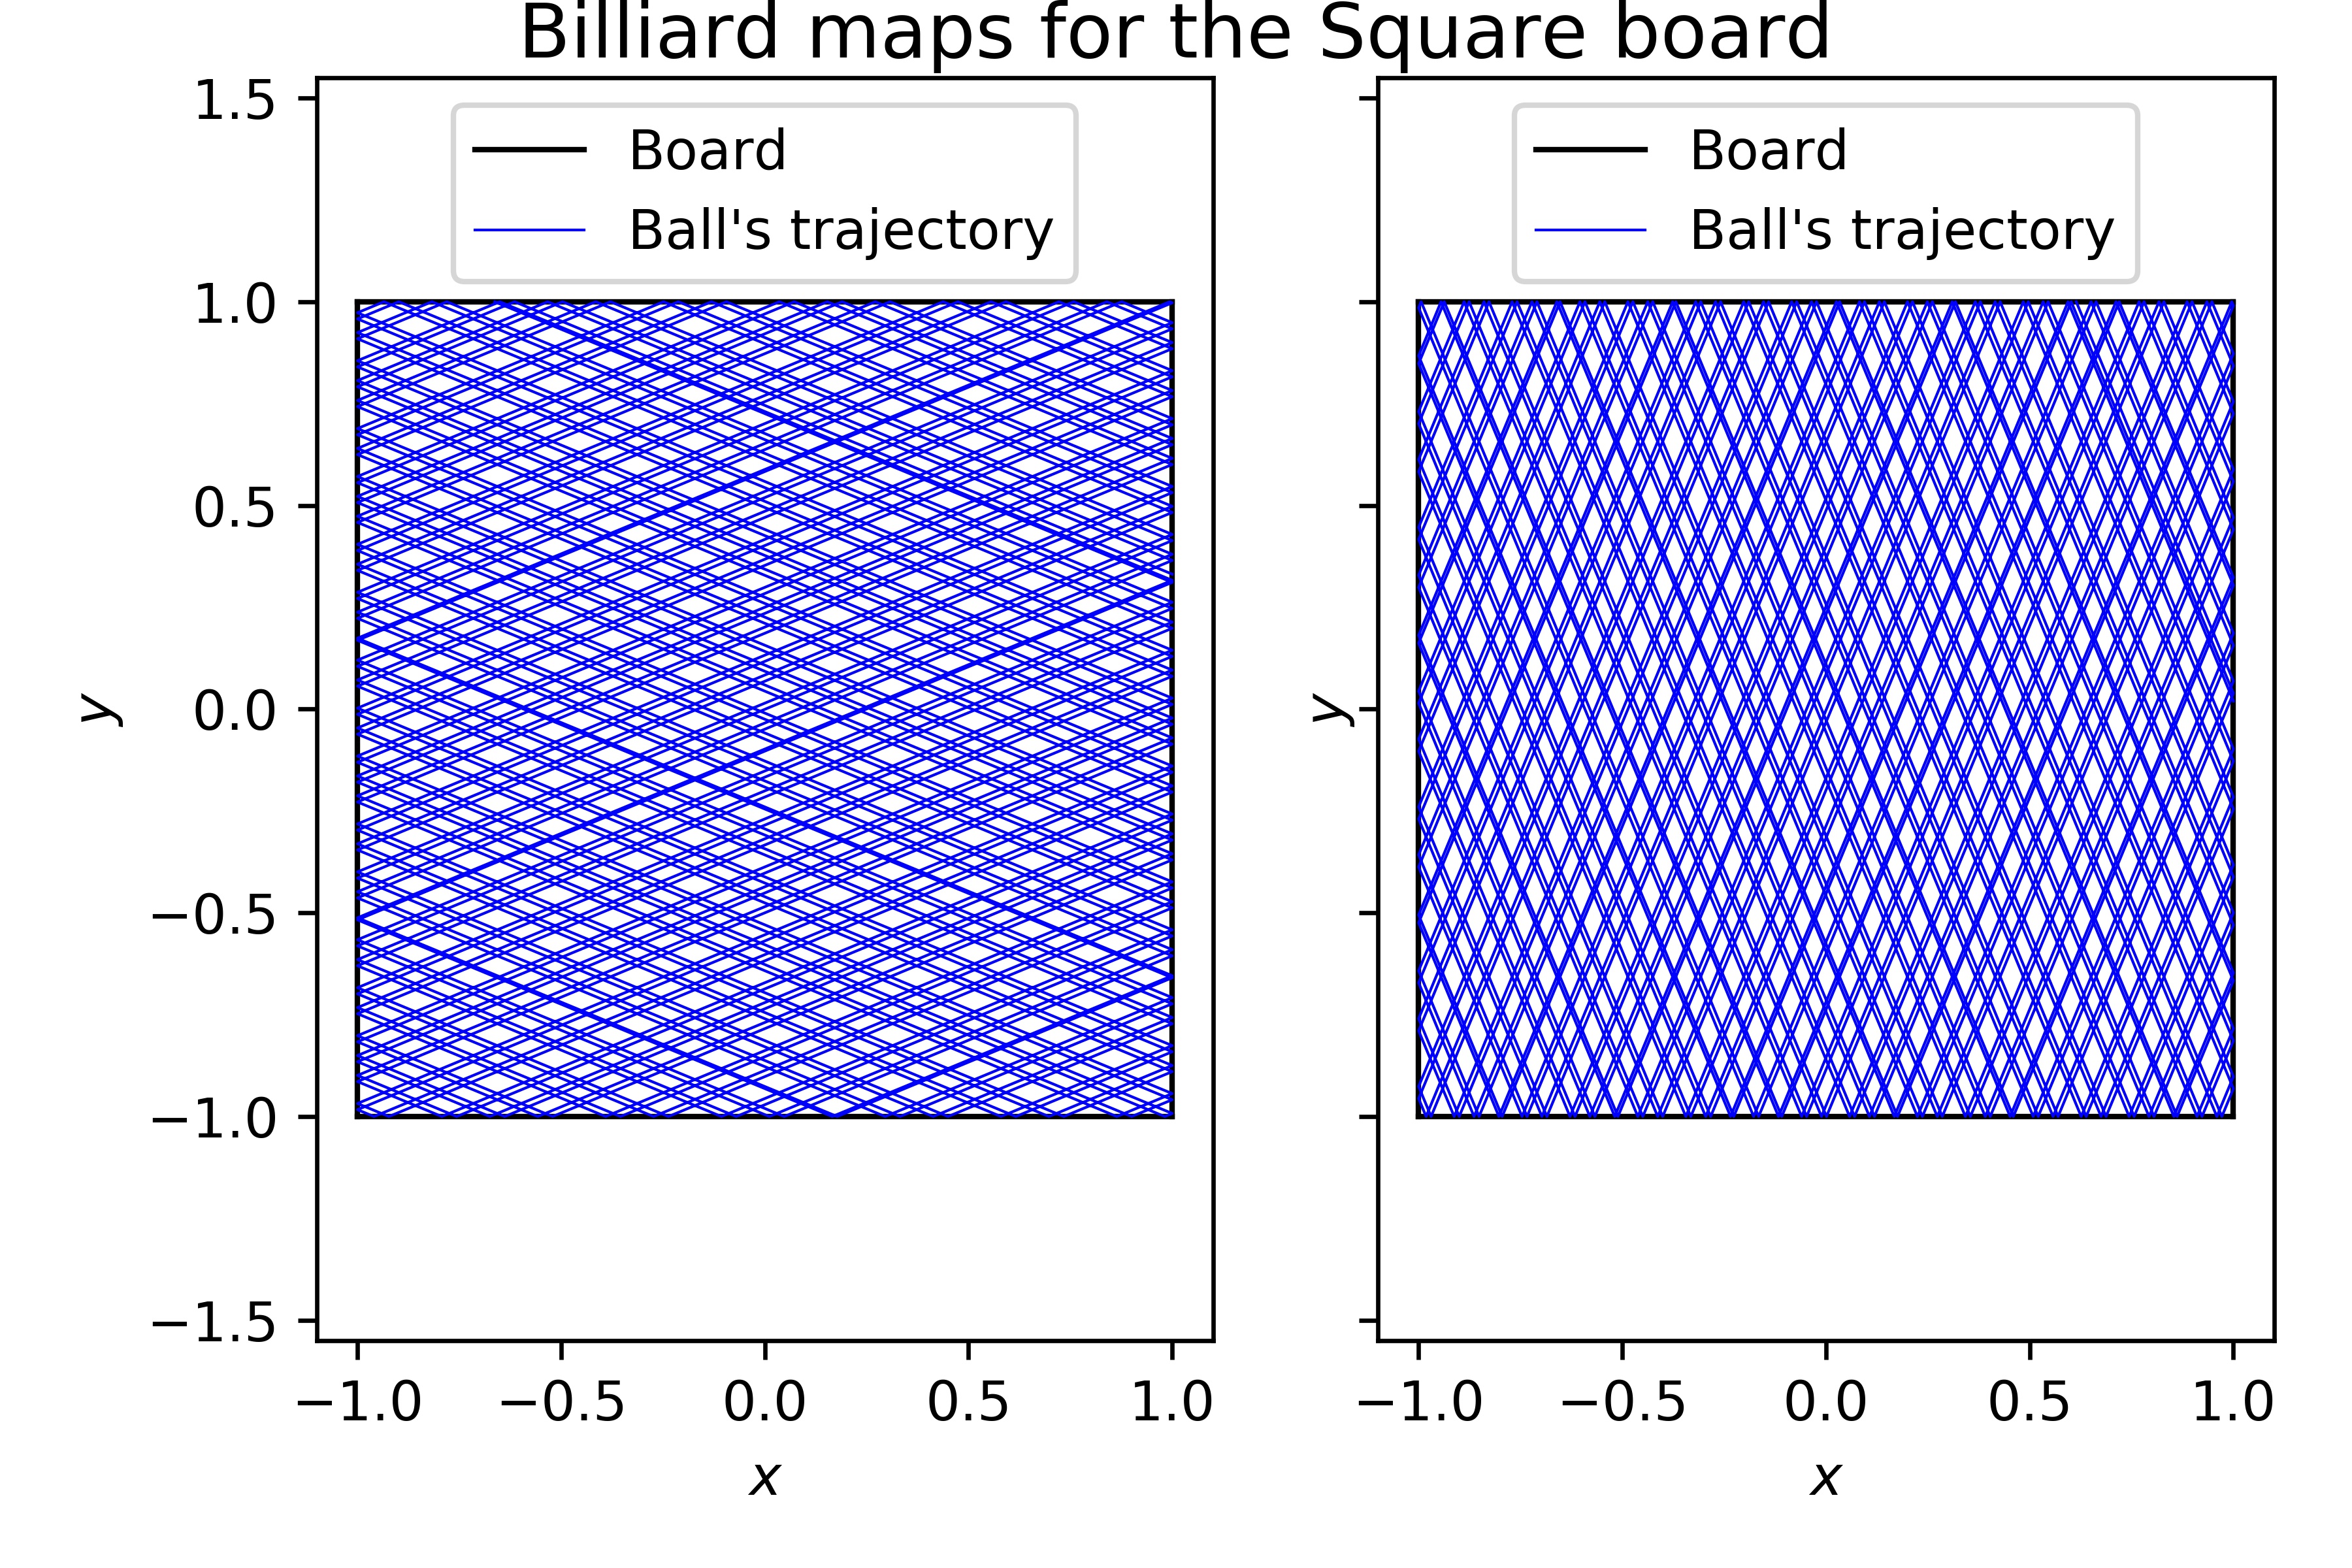 Billiard maps for the Square board
Board
Ball's trajectory
1.5
1.0
0.5
0.0
−0.5
−1.0
−1.5
y
−1.0 −0.5 0.0 0.5 1.0
x
Board
Ball's trajectory
y
−1.0 −0.5 0.0 0.5 1.0
x